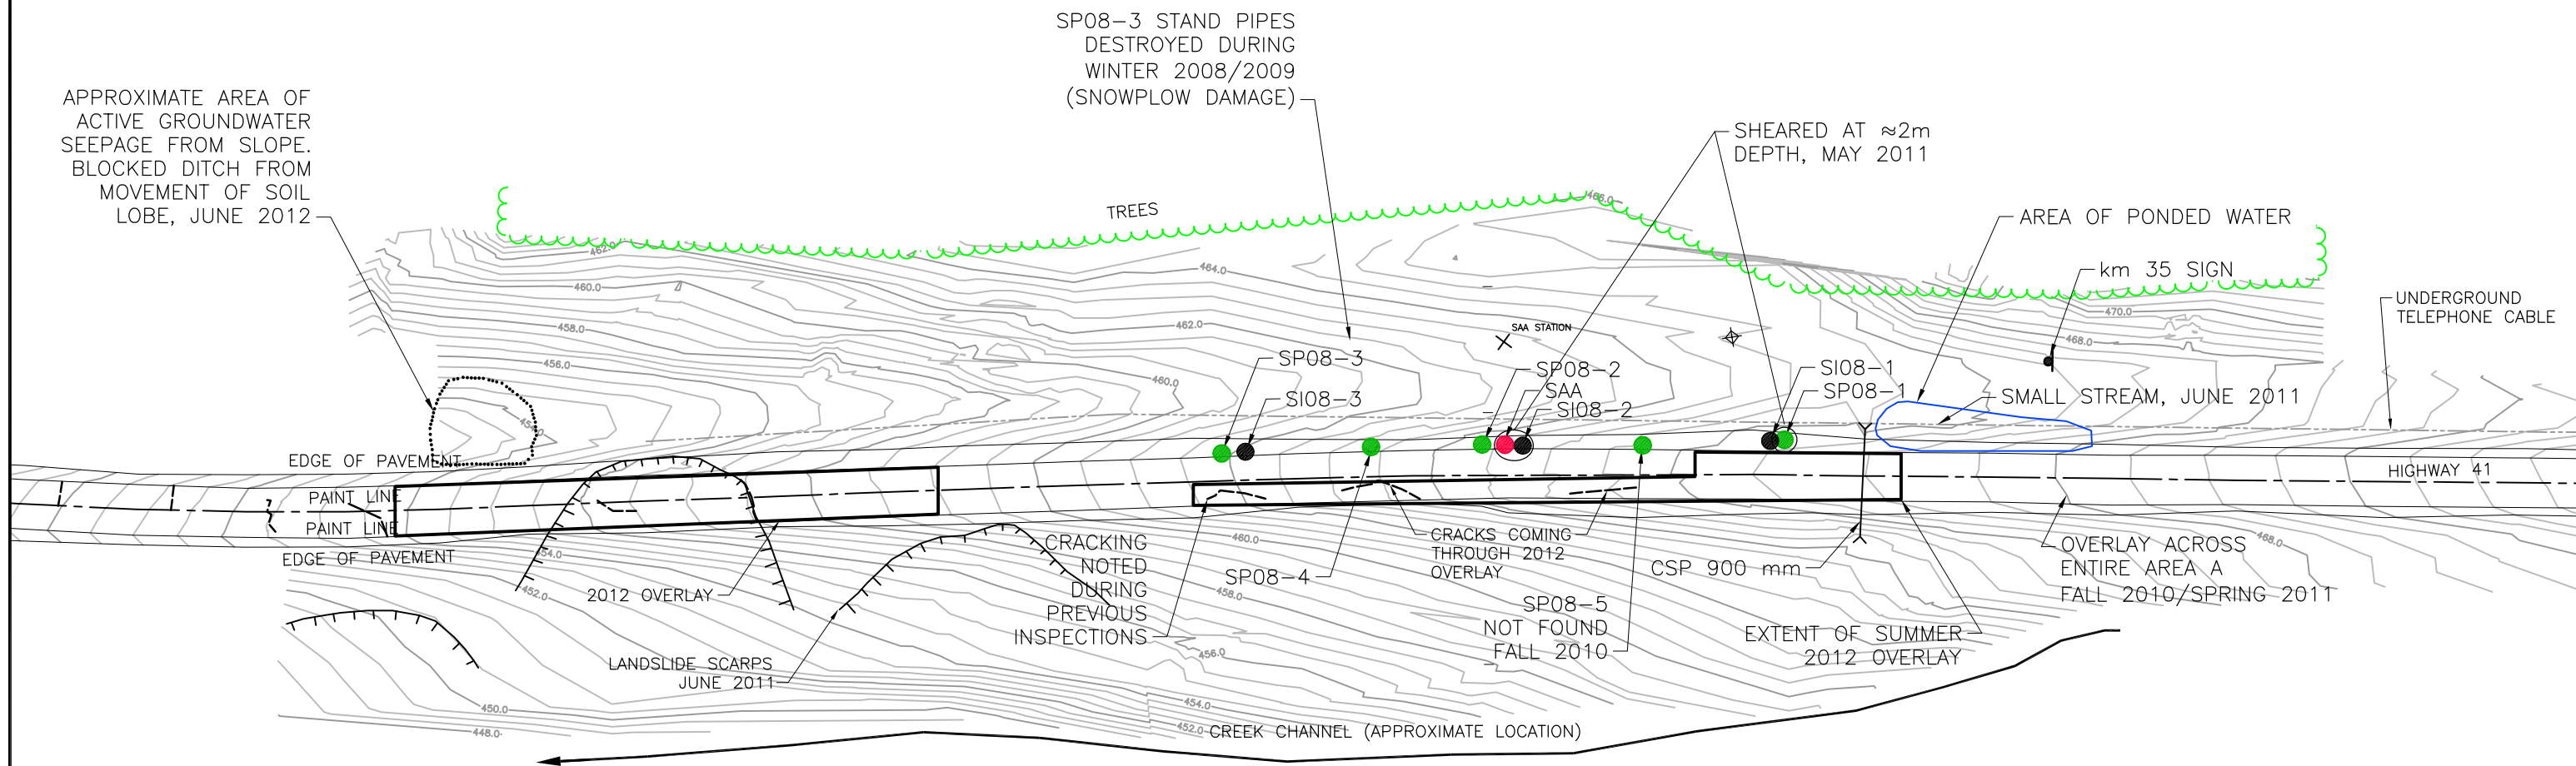 SP08-3 STAND PIPES
DESTROYED DURING
WINTER 2008/2009
(SNOWPLOW DAMAGE)
APPROXIMATE AREA OF
ACTIVE GROUNDWATER
SEEPAGE FROM SLOPE.
BLOCKED DITCH FROM
MOVEMENT OF SOIL
LOBE, JUNE 2012
SHEARED AT ≈2m
DEPTH, MAY 2011
TREES
466.0
AREA OF PONDED WATER
km 35 SIGN
UNDERGROUND
TELEPHONE CABLE
462.0
464.0
460.0
458.0
462.0
456.0
460.0
470.0
468.0
SAA STATION
SP08-3
SI08-3
SP08-2
SAA
SI08-2
SI08-1
SP08-1
SMALL STREAM, JUNE 2011
EDGE OF PAVEMENT
PAINT LINE
PAINT LINE
EDGE OF PAVEMENT
HIGHWAY 41
454.0
452.0
2012 OVERLAY
LANDSLIDE SCARPS
JUNE 2011
CRACKING
NOTED
DURING
PREVIOUS
INSPECTIONS
460.0
SP08-4
458.0
456.0
CRACKS COMING
THROUGH 2012
OVERLAY
SP08-5
NOT FOUND
FALL 2010
CSP 900 mm
EXTENT OF SUMMER
2012 OVERLAY
OVERLAY ACROSS
ENTIRE AREA A
FALL 2010/SPRING 2011
468.0
450.0
448.0
454.0
452.0
CREEK CHANNEL (APPROXIMATE LOCATION)